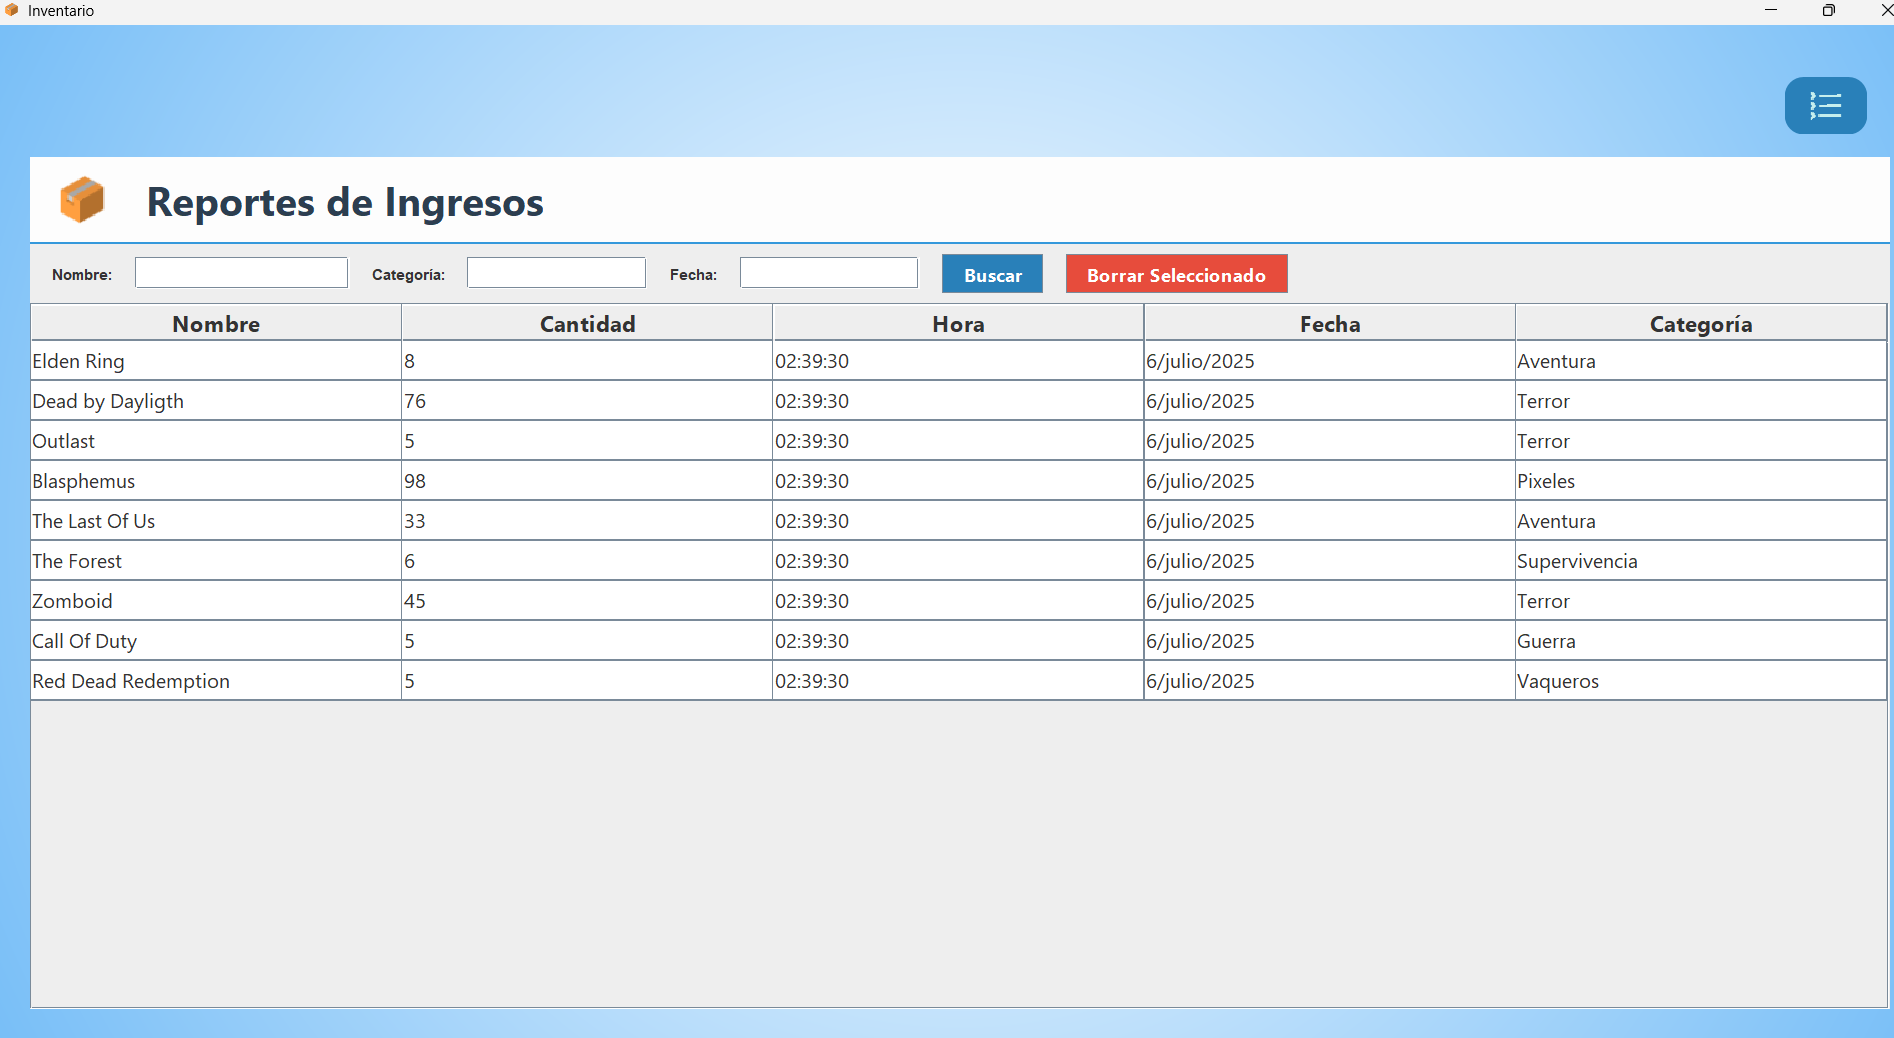 Inventario
Reportes de Ingresos
Nombre: Categoría: Fecha: Buscar Borrar Seleccionado
Nombre Cantidad Hora Fecha Categoría
Elden Ring 8 02:39:30 6/julio/2025 Aventura
Dead by Dayligth 76 02:39:30 6/julio/2025 Terror
Outlast 5 02:39:30 6/julio/2025 Terror
Blasphemus 98 02:39:30 6/julio/2025 Pixeles
The Last Of Us 33 02:39:30 6/julio/2025 Aventura
The Forest 6 02:39:30 6/julio/2025 Supervivencia
Zomboid 45 02:39:30 6/julio/2025 Terror
Call Of Duty 5 02:39:30 6/julio/2025 Guerra
Red Dead Redemption 5 02:39:30 6/julio/2025 Vaqueros